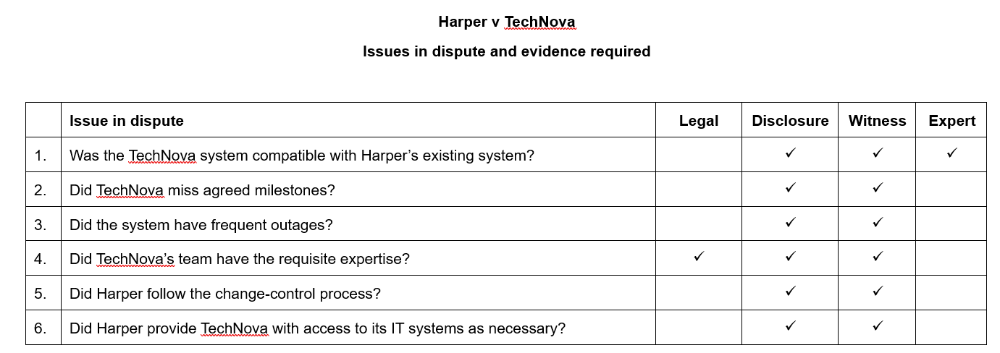 Harper v TechNova
Issues in dispute and evidence required
Issue in dispute Legal Disclosure Witness Expert
1. Was the TechNova system compatible with Harper’s existing system? ✓ ✓ ✓
2. Did TechNova miss agreed milestones? ✓ ✓
3. Did the system have frequent outages? ✓ ✓
4. Did TechNova’s team have the requisite expertise? ✓ ✓ ✓
5. Did Harper follow the change-control process? ✓ ✓
6. Did Harper provide TechNova with access to its IT systems as necessary? ✓ ✓